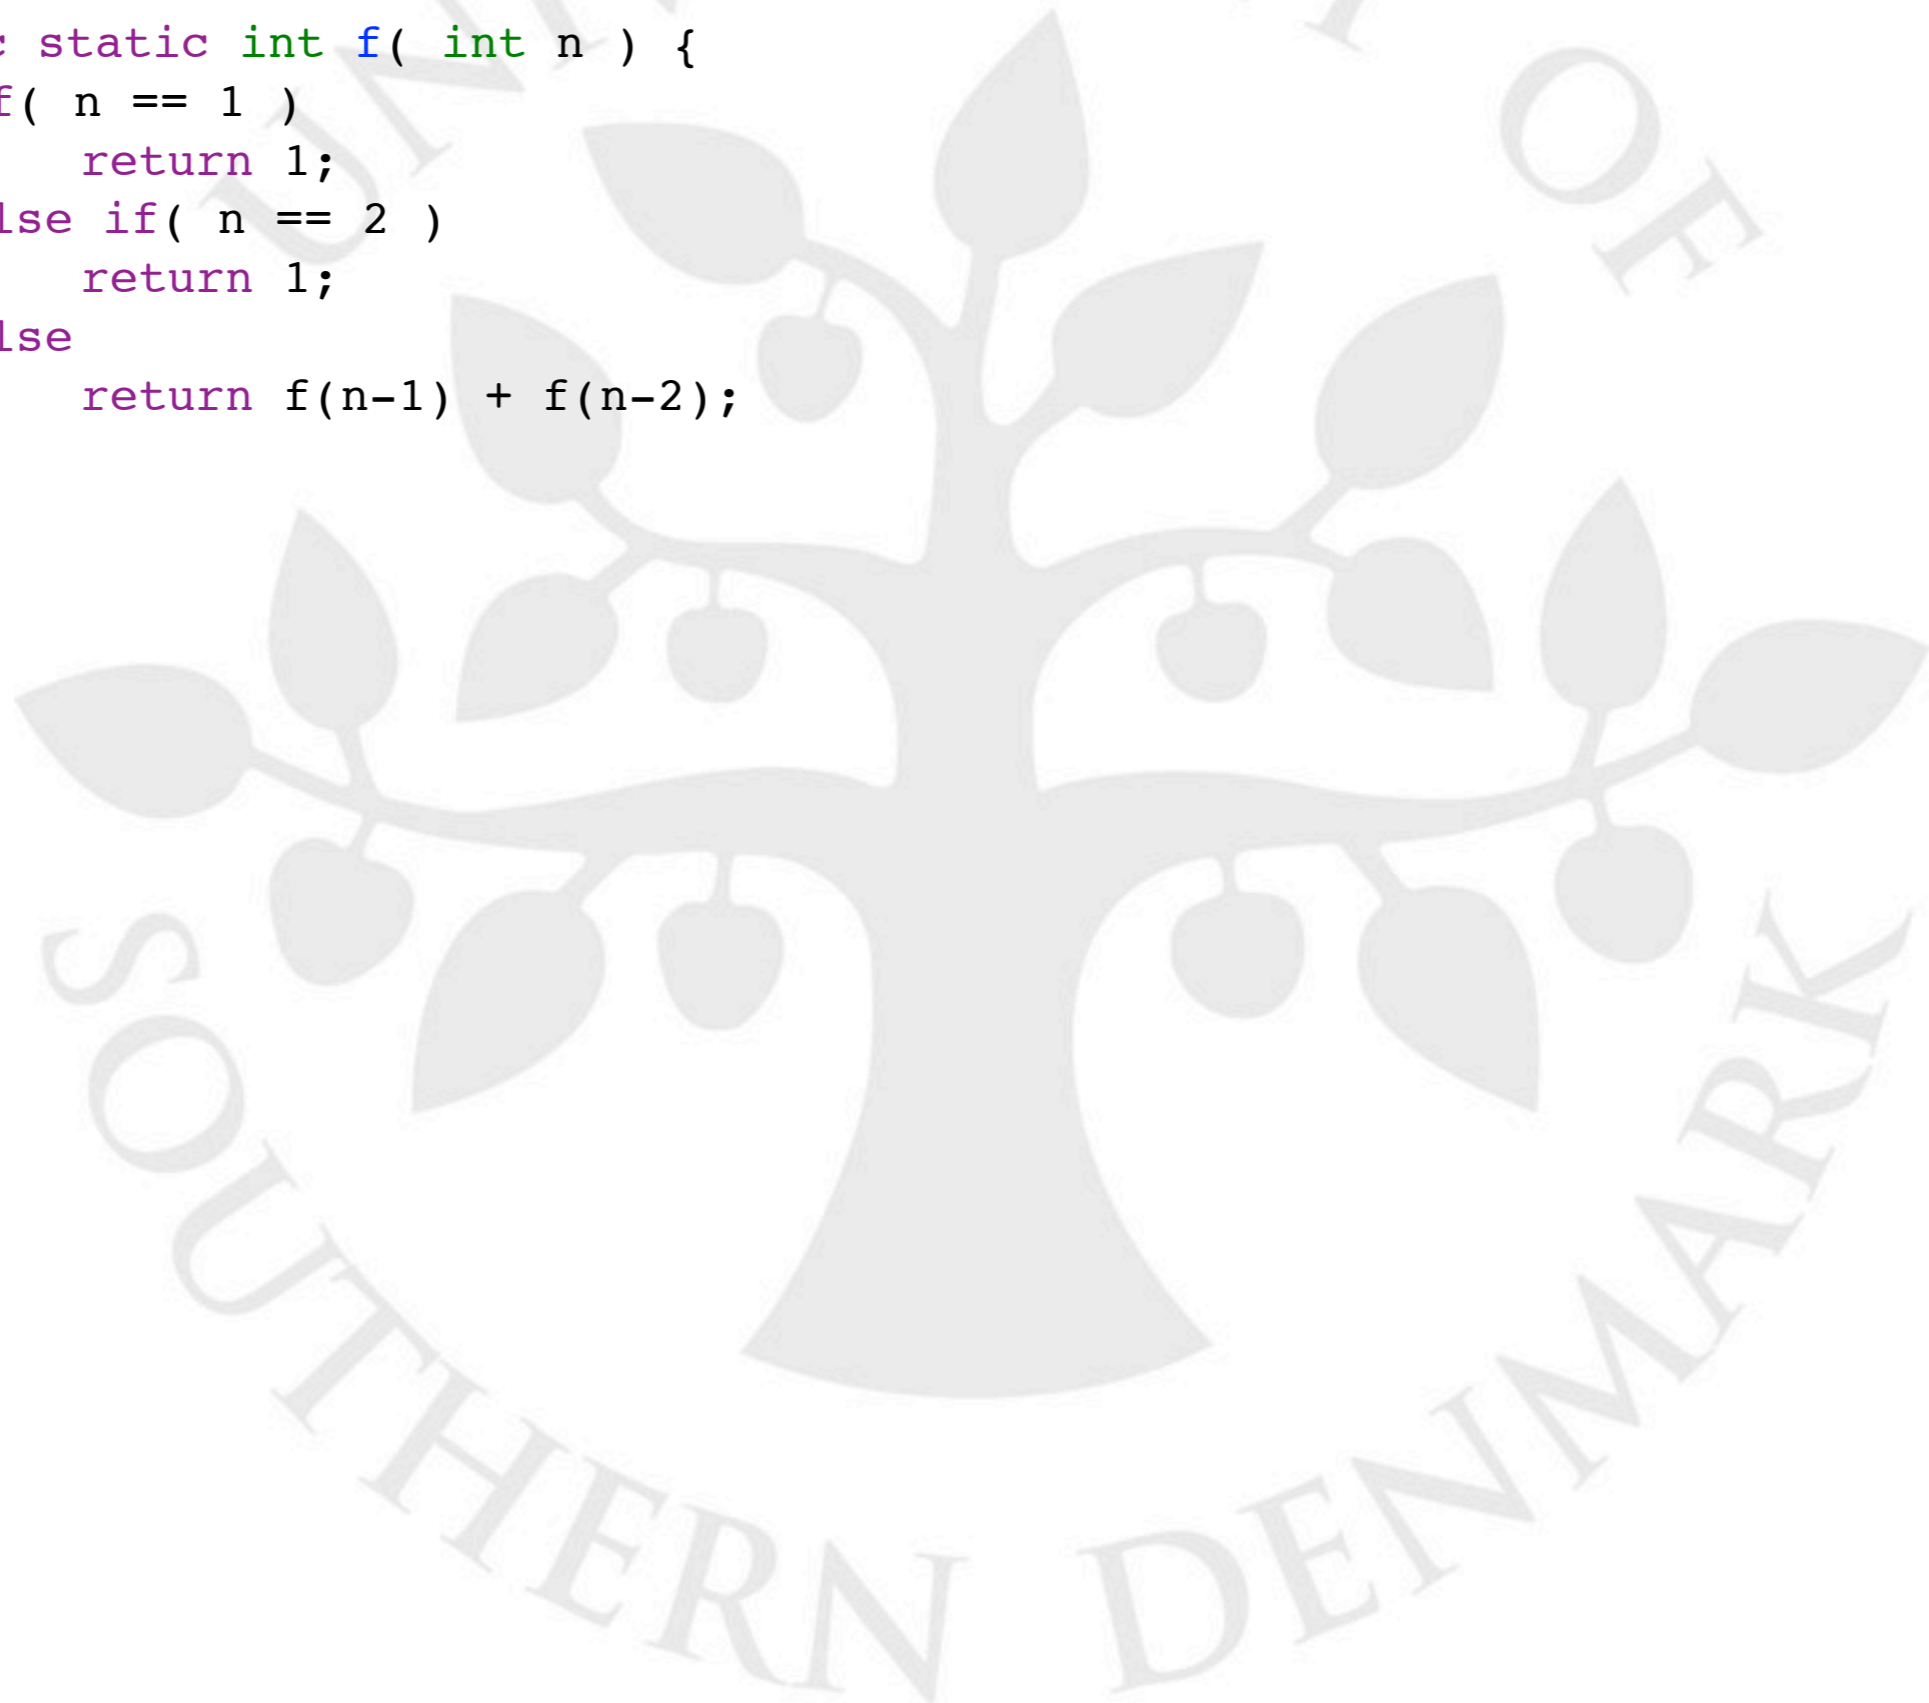 c static int f( int n ) {
f( n == 1 )
return 1;
lse if( n == 2 )
return 1;
lse
return f(n-1) + f(n-2);
OF
SOUTHERN DENMARK